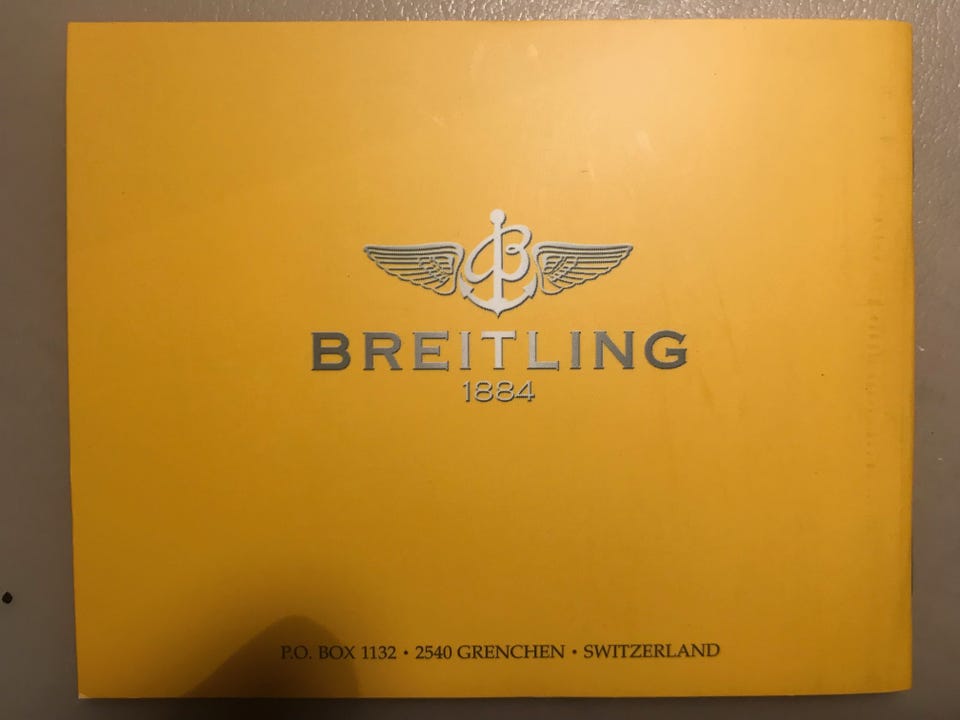 B
BREITLING
1884
P.O. BOX 1132 • 2540 GRENCHEN • SWITZERLAND